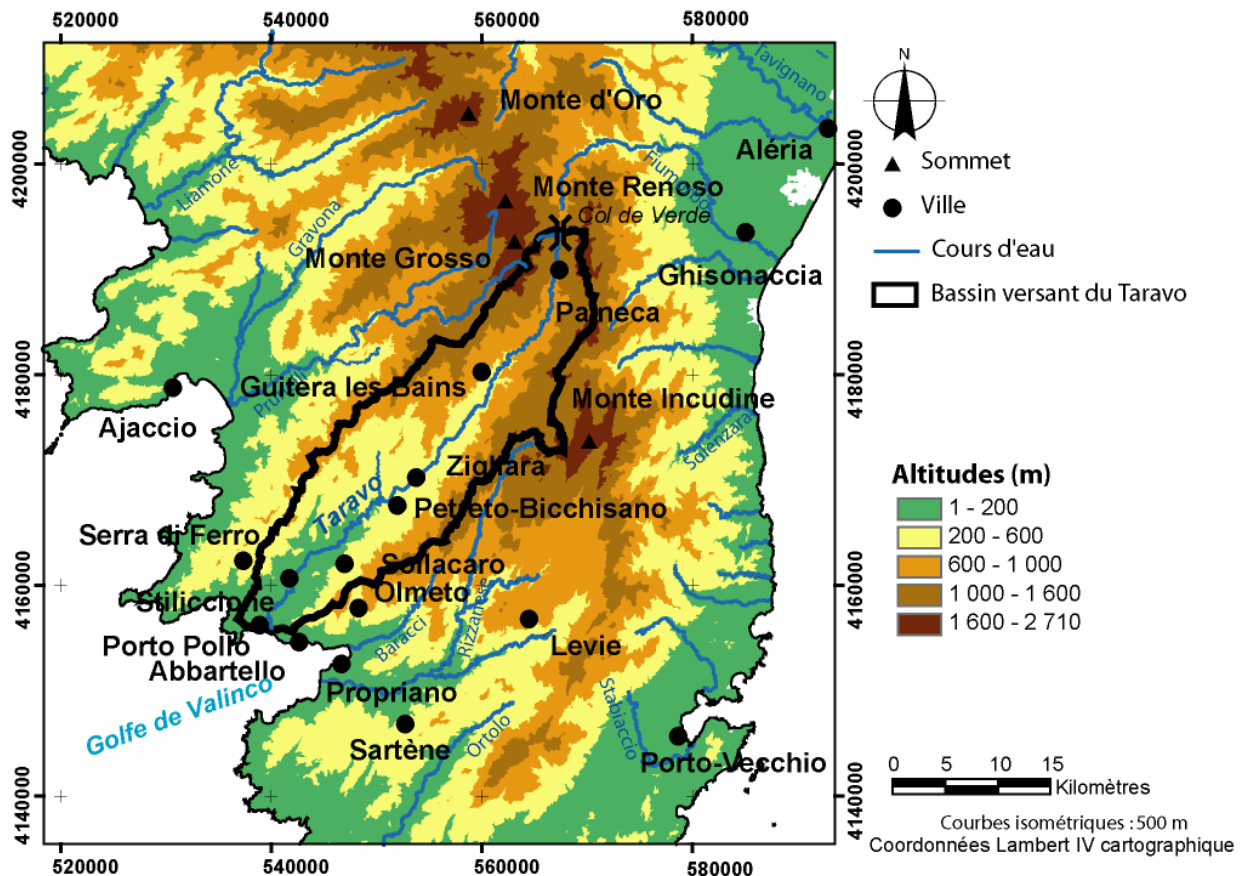 520000
540000
560000
580000
4200000
4180000
4160000
4140000
4200000
4180000
4160000
4140000
Tavignano
Monte d'Oro
Aléria
Liamone
Fiumorbo
Monte Renoso
Col de Verde
Gravona
Monte Grosso
Ghisonaccia
Palneca
Prunelli
Guitera les Bains
Monte Incudine
Ajaccio
Solenzara
Zigliara
Taravo
Petreto-Bicchisano
Serra di Ferro
Sollacaro
Stiliccione
Olmeto
Porto Pollo
Baracci
Rizzanese
Levie
Abbartello
Propriano
Golfe de Valinco
Stabiaccio
Sartène
Ortolo
Porto-Vecchio
520000
540000
560000
580000
N
Sommet
Ville
Cours d'eau
Bassin versant du Taravo
Altitudes (m)
1 - 200
200 - 600
600 - 1 000
1 000 - 1 600
1 600 - 2 710
0 5 10 15
Kilomètres
Courbes isométriques :500 m
Coordonnées Lambert IV cartographique